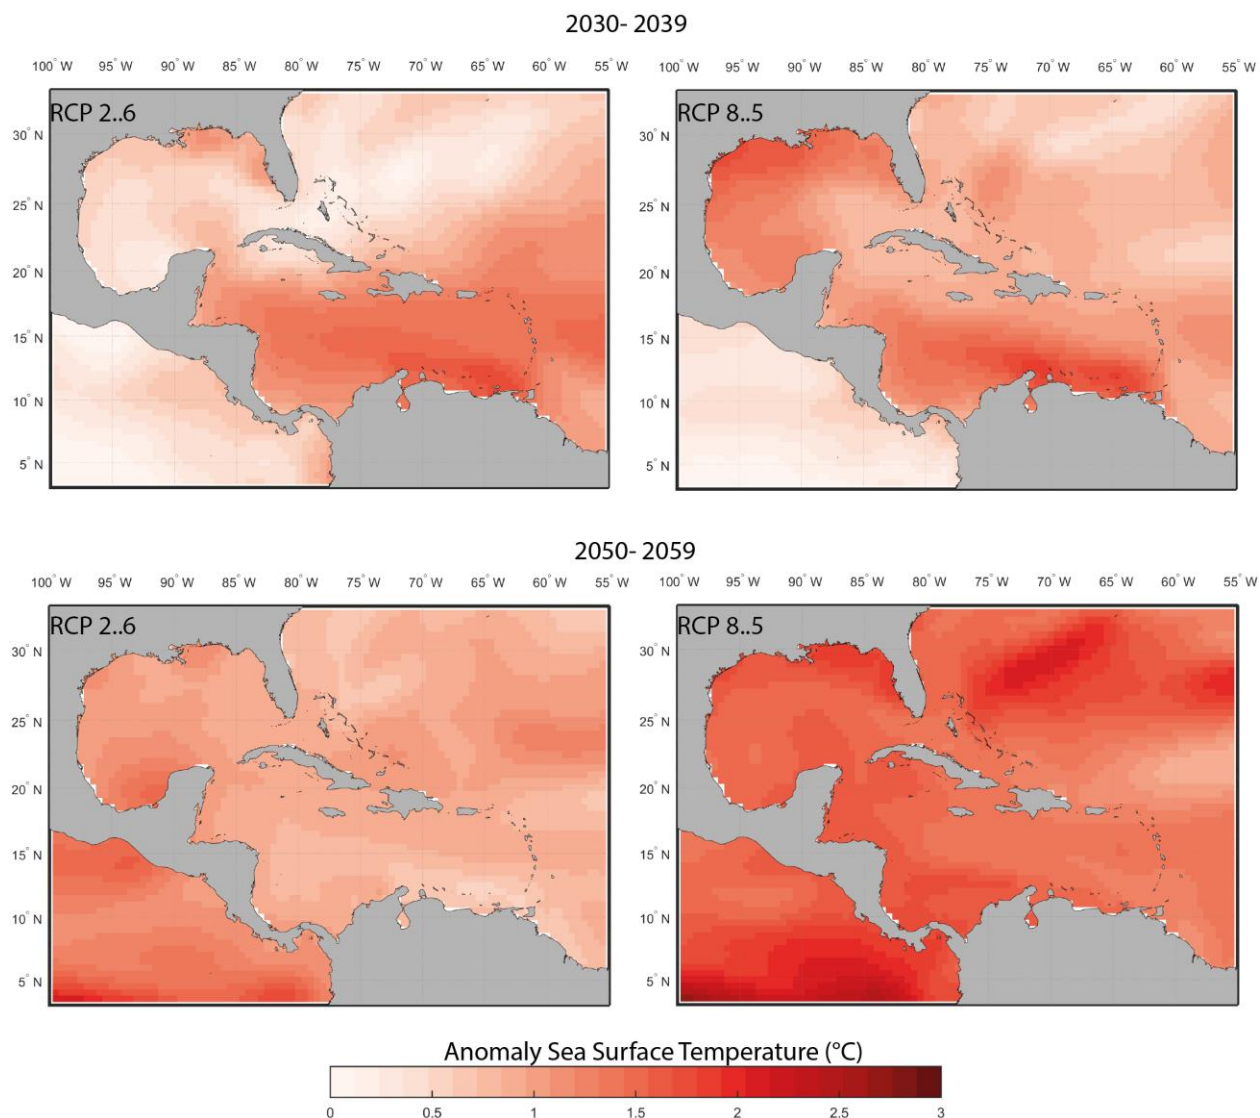 2030- 2039
100° W 95° W 90° W 85° W 80° W 75° W 70° W 65° W 60° W 55° W
100° W 95° W 90° W 85° W 80° W 75° W 70° W 65° W 60° W 55° W
RCP 2..6
RCP 8..5
30° N
25° N
20° N
15° N
10° N
5° N
30° N
25° N
20° N
15° N
10° N
5° N
2050- 2059
100° W 95° W 90° W 85° W 80° W 75° W 70° W 65° W 60° W 55° W
100° W 95° W 90° W 85° W 80° W 75° W 70° W 65° W 60° W 55° W
RCP 2..6
RCP 8..5
30° N
25° N
20° N
15° N
10° N
5° N
30° N
25° N
20° N
15° N
10° N
5° N
Anomaly Sea Surface Temperature (°C)
0 0.5 1 1.5 2 2.5 3